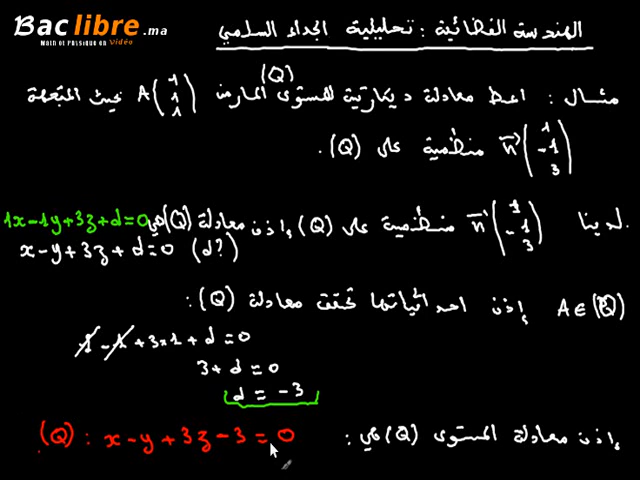 Bac libre.ma
Math et Physique en Vidéo
الهندسة الفضائية : تحليلية الجداء السلمي
مثال : اعط معادلة ديكارتية للمستوى (Q) المار من A(1 1 1) بحيث المتجهة
n⃗(1 -1 3) منظمية على (Q).
لدينا n⃗(1 -1 3) منظمية على (Q) إذن معادلة (Q) هي 1x-1y+3z+d=0
x-y+3z+d=0 (d?)
A∈(Q) إذن احداثياتها تحقق معادلة (Q) :
1-1+3×1+d=0
3+d=0
d=-3
إذن معادلة المستوى (Q) هي :
(Q) : x-y+3z-3=0